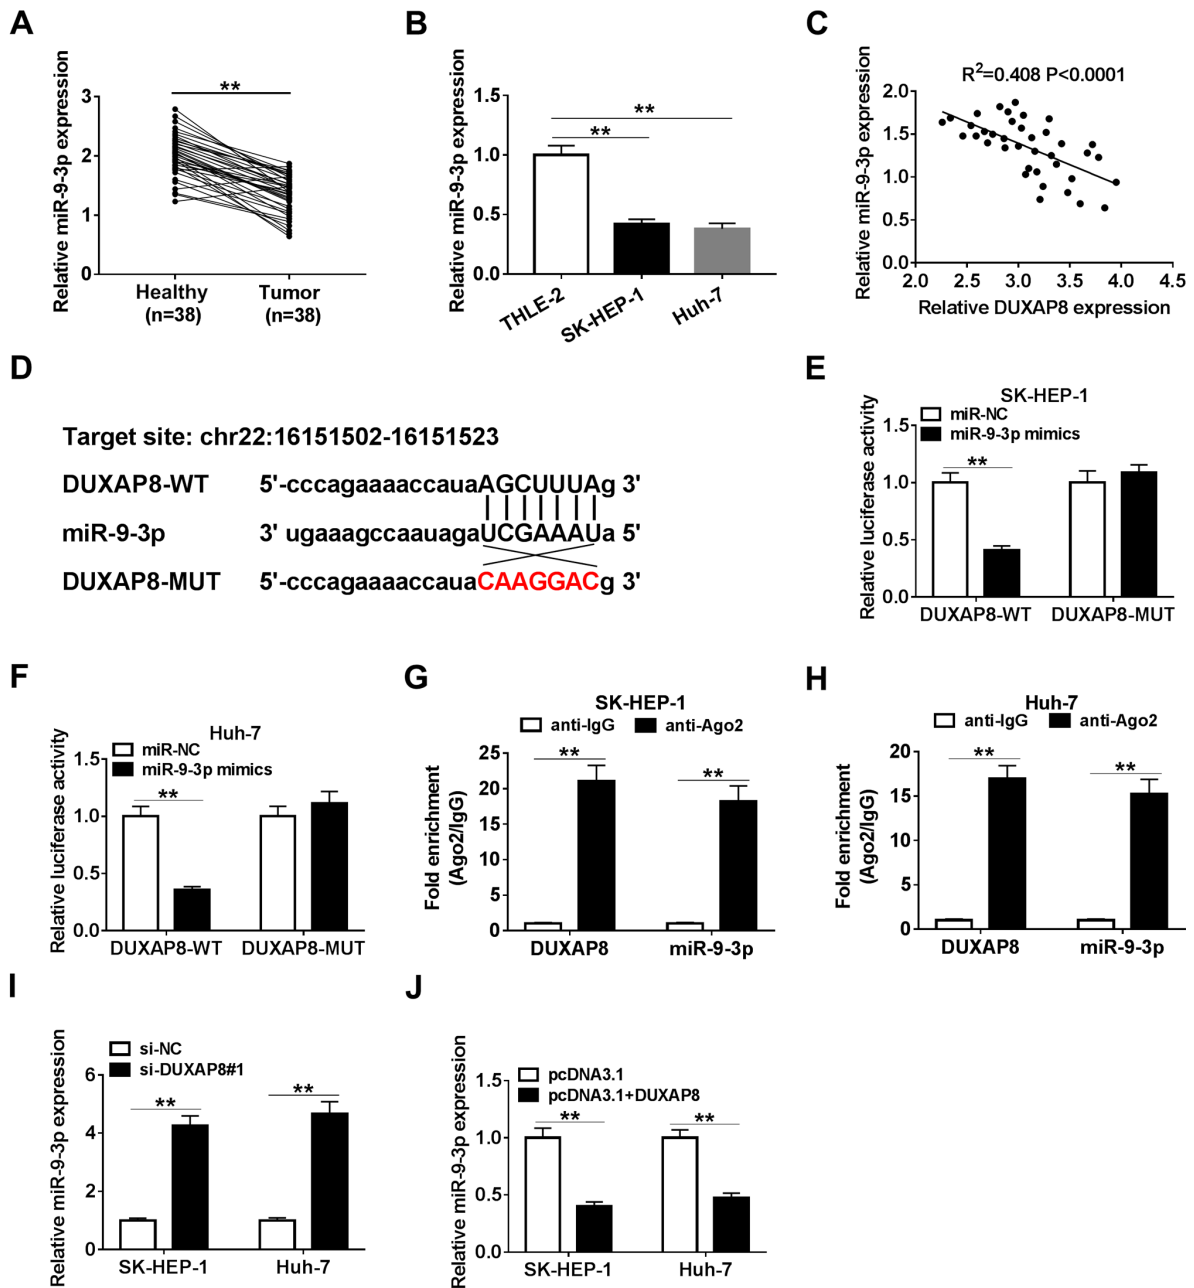 A
Relative miR-9-3p expression
3
2
1
0
**
Healthy
(n=38)
Tumor
(n=38)
B
Relative miR-9-3p expression
1.5
1.0
0.5
0.0
**
**
THLE-2
SK-HEP-1
Huh-7
C
Relative miR-9-3p expression
R²=0.408 P<0.0001
2.0
1.5
1.0
0.5
0.0
2.0
2.5
3.0
3.5
4.0
4.5
Relative DUXAP8 expression
D
Target site: chr22:16151502-16151523
DUXAP8-WT 5'-cccagaaaaccauaAGCUUUAg 3'
miR-9-3p 3' ugaaagccaauagaUCGAAAUa 5'
DUXAP8-MUT 5'-cccagaaaaccauaCAAGGACg 3'
E
SK-HEP-1
miR-NC
miR-9-3p mimics
Relative luciferase activity
1.5
1.0
0.5
0.0
**
DUXAP8-WT
DUXAP8-MUT
F
Huh-7
miR-NC
miR-9-3p mimics
Relative luciferase activity
1.5
1.0
0.5
0.0
**
DUXAP8-WT
DUXAP8-MUT
G
SK-HEP-1
anti-IgG
anti-Ago2
Fold enrichment
(Ago2/IgG)
25
20
15
10
5
0
**
**
DUXAP8
miR-9-3p
H
Huh-7
anti-IgG
anti-Ago2
Fold enrichment
(Ago2/IgG)
20
15
10
5
0
**
**
DUXAP8
miR-9-3p
I
si-NC
si-DUXAP8#1
Relative miR-9-3p expression
6
4
2
0
**
**
SK-HEP-1
Huh-7
J
pcDNA3.1
pcDNA3.1+DUXAP8
Relative miR-9-3p expression
1.5
1.0
0.5
0.0
**
**
SK-HEP-1
Huh-7